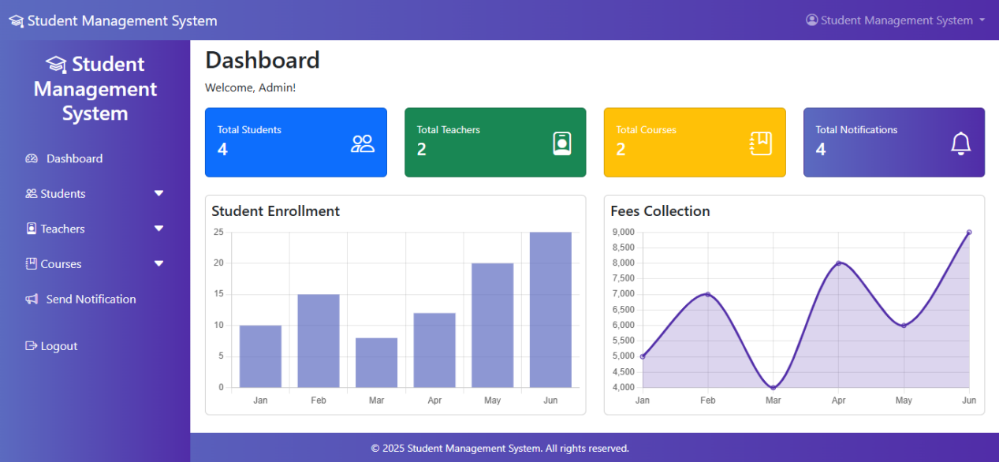 Student Management System
Student Management System
Student
Management
System
Dashboard
Students
Teachers
Courses
Send Notification
Logout
Dashboard
Welcome, Admin!
Total Students
4
Total Teachers
2
Total Courses
2
Total Notifications
4
Student Enrollment
25
20
15
10
5
0
Jan Feb Mar Apr May Jun
Fees Collection
9,000
8,500
8,000
7,500
7,000
6,500
6,000
5,500
5,000
4,500
4,000
Jan Feb Mar Apr May Jun
© 2025 Student Management System. All rights reserved.